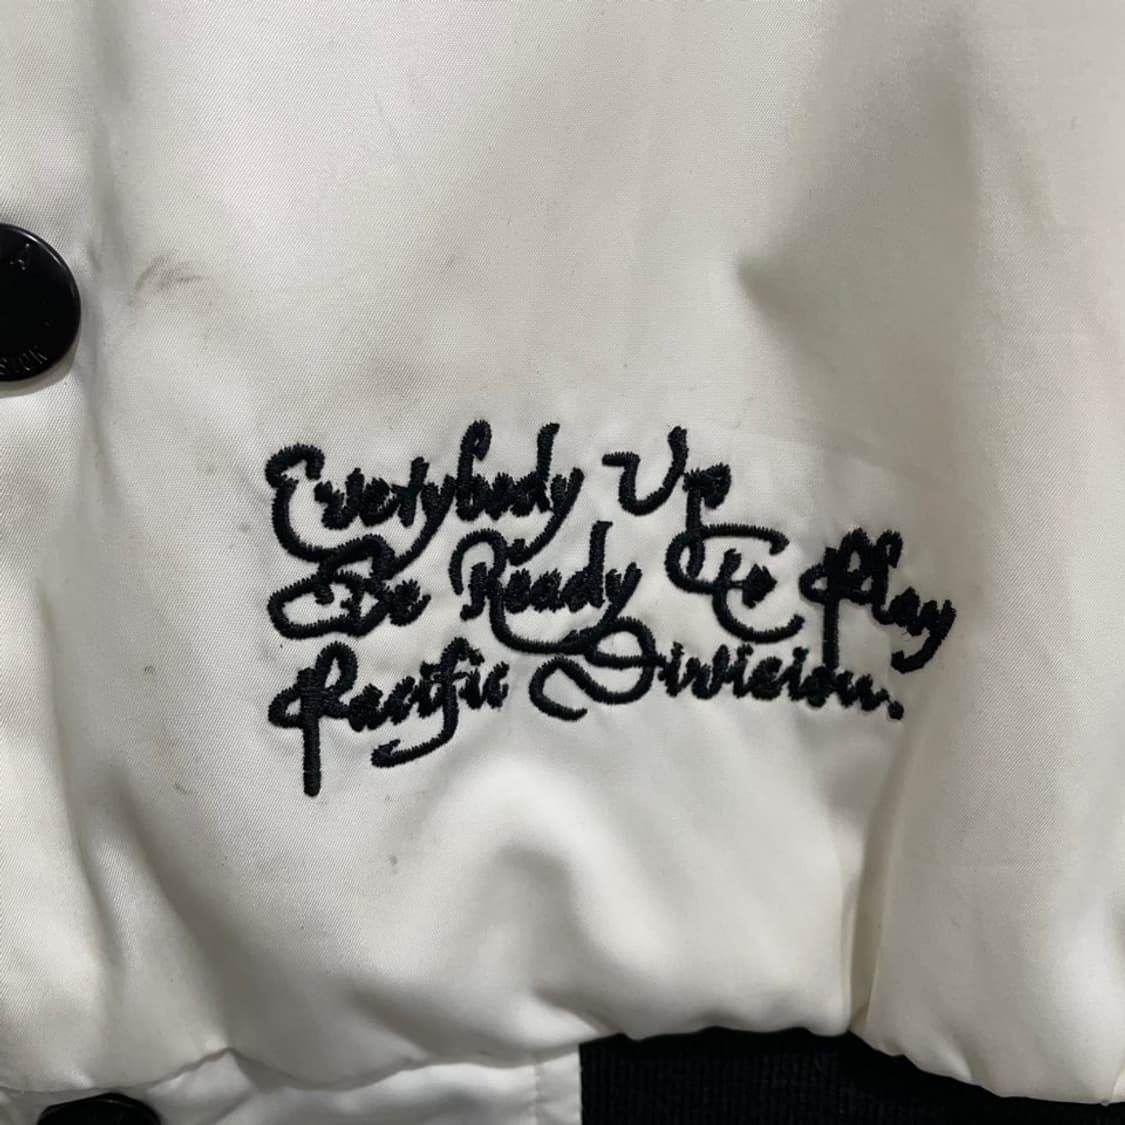 Everybody Up
Be Ready to Play
Pacific Division.